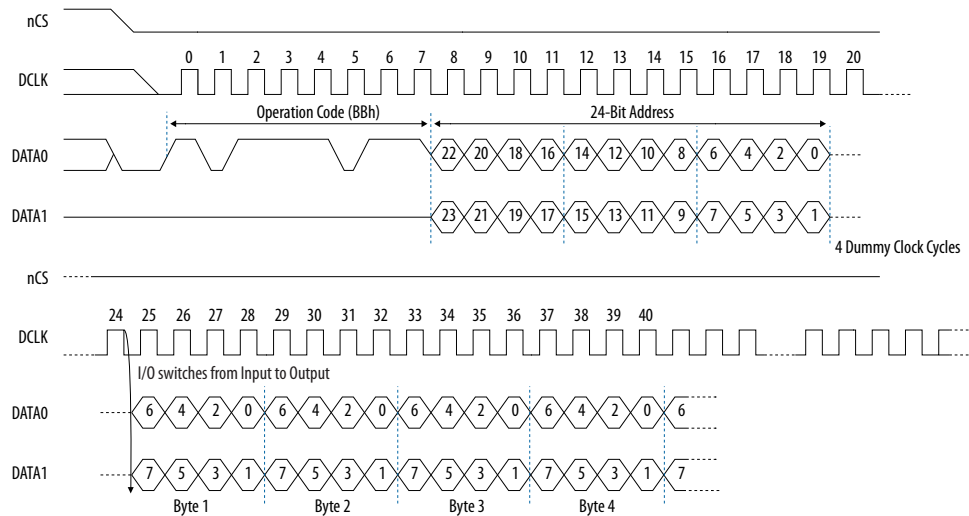 nCS
0 1 2 3 4 5 6 7 8 9 10 11 12 13 14 15 16 17 18 19 20
DCLK
Operation Code (BBh) 24-Bit Address
DATA0 22 20 18 16 14 12 10 8 6 4 2 0
DATA1 23 21 19 17 15 13 11 9 7 5 3 1
4 Dummy Clock Cycles
nCS
24 25 26 27 28 29 30 31 32 33 34 35 36 37 38 39 40
DCLK
I/O switches from Input to Output
DATA0 6 4 2 0 6 4 2 0 6 4 2 0 6 4 2 0 6
DATA1 7 5 3 1 7 5 3 1 7 5 3 1 7 5 3 1 7
Byte 1 Byte 2 Byte 3 Byte 4